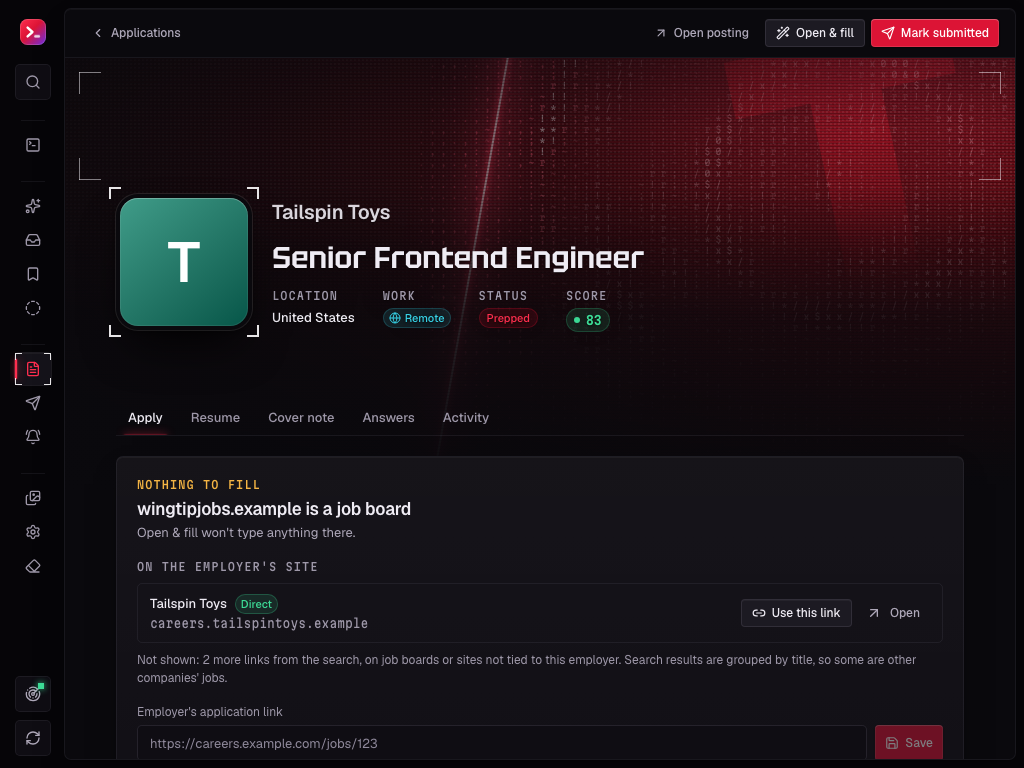 Applications
Open posting
Open & fill
Mark submitted
Tailspin Toys
T
Senior Frontend Engineer
LOCATION WORK STATUS SCORE
United States Remote Prepped 83
Apply Resume Cover note Answers Activity
NOTHING TO FILL
wingtipjobs.example is a job board
Open & fill won't type anything there.
ON THE EMPLOYER'S SITE
Tailspin Toys Direct
careers.tailspintoys.example
Use this link
Open
Not shown: 2 more links from the search, on job boards or sites not tied to this employer. Search results are grouped by title, so some are other
companies' jobs.
Employer's application link
https://careers.example.com/jobs/123
Save